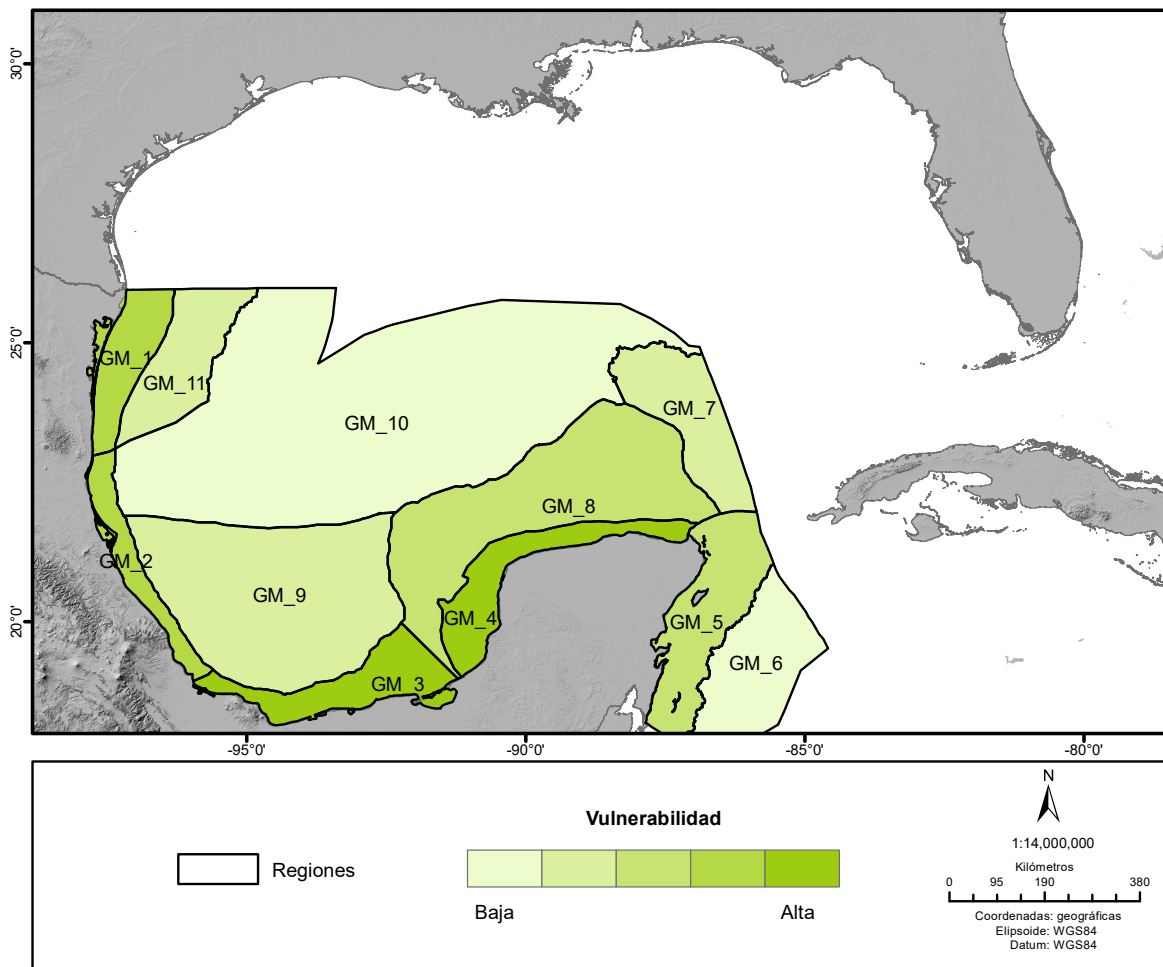 30°0'
25°0'
20°0'
GM_1
GM_11
GM_10
GM_7
GM_8
GM_2
GM_9
GM_4
GM_5
GM_6
GM_3
-95°0'
-90°0'
-85°0'
-80°0'
Vulnerabilidad
Regiones
Baja
Alta
N
1:14,000,000
Kilómetros
0 95 190 380
Coordenadas: geográficas
Elipsoide: WGS84
Datum: WGS84